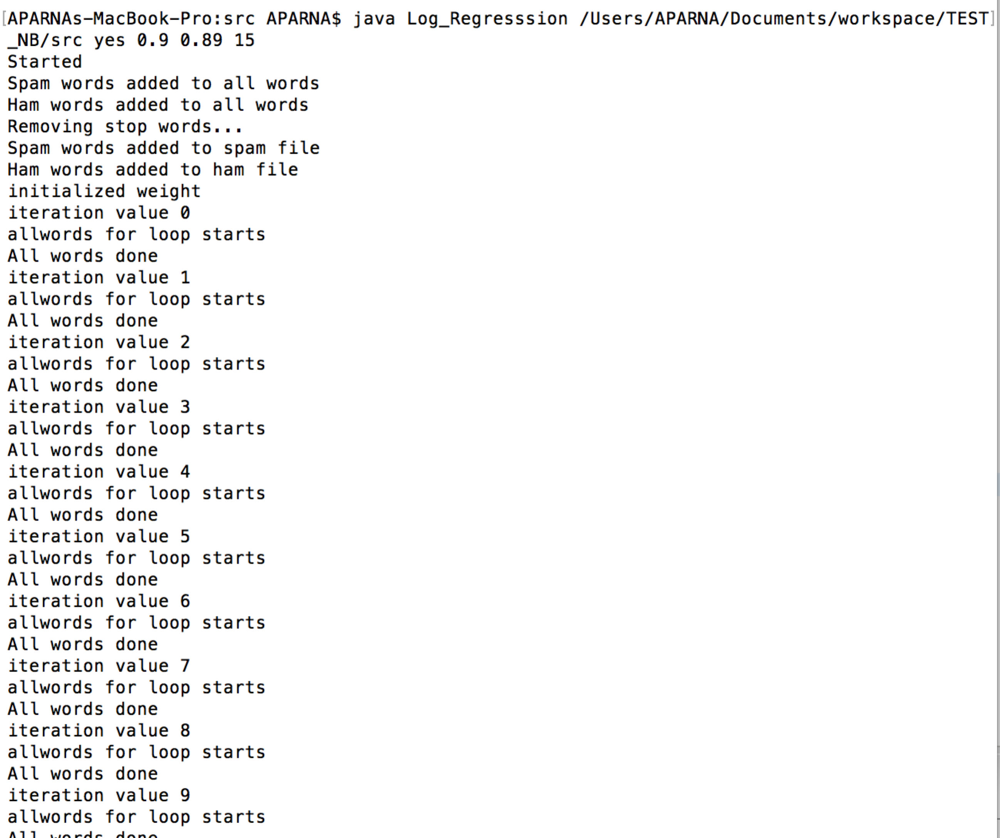 [APARNAs-MacBook-Pro:src APARNA$ java Log_Regresssion /Users/APARNA/Documents/workspace/TEST]
_NB/src yes 0.9 0.89 15
Started
Spam words added to all words
Ham words added to all words
Removing stop words...
Spam words added to spam file
Ham words added to ham file
initialized weight
iteration value 0
allwords for loop starts
All words done
iteration value 1
allwords for loop starts
All words done
iteration value 2
allwords for loop starts
All words done
iteration value 3
allwords for loop starts
All words done
iteration value 4
allwords for loop starts
All words done
iteration value 5
allwords for loop starts
All words done
iteration value 6
allwords for loop starts
All words done
iteration value 7
allwords for loop starts
All words done
iteration value 8
allwords for loop starts
All words done
iteration value 9
allwords for loop starts
All words done